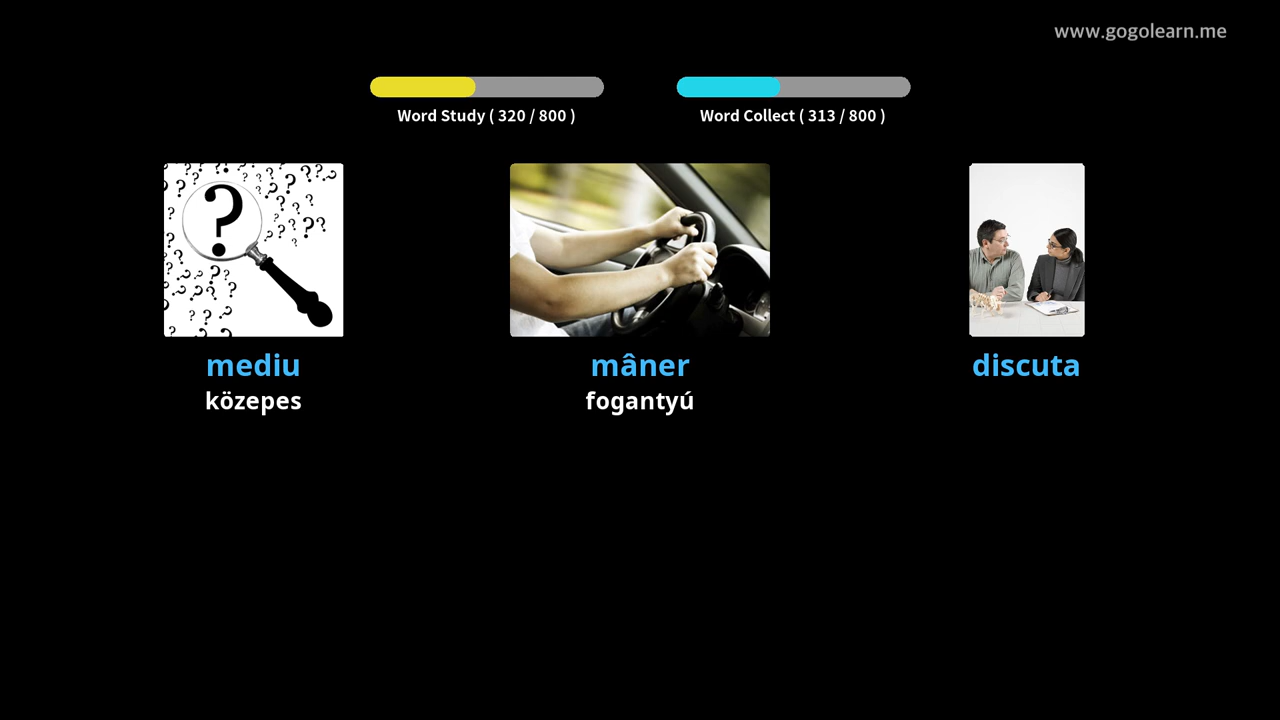 www.gogolearn.me
Word Study ( 320 / 800 )
Word Collect ( 313 / 800 )
mediu
közepes
mâner
fogantyú
discuta